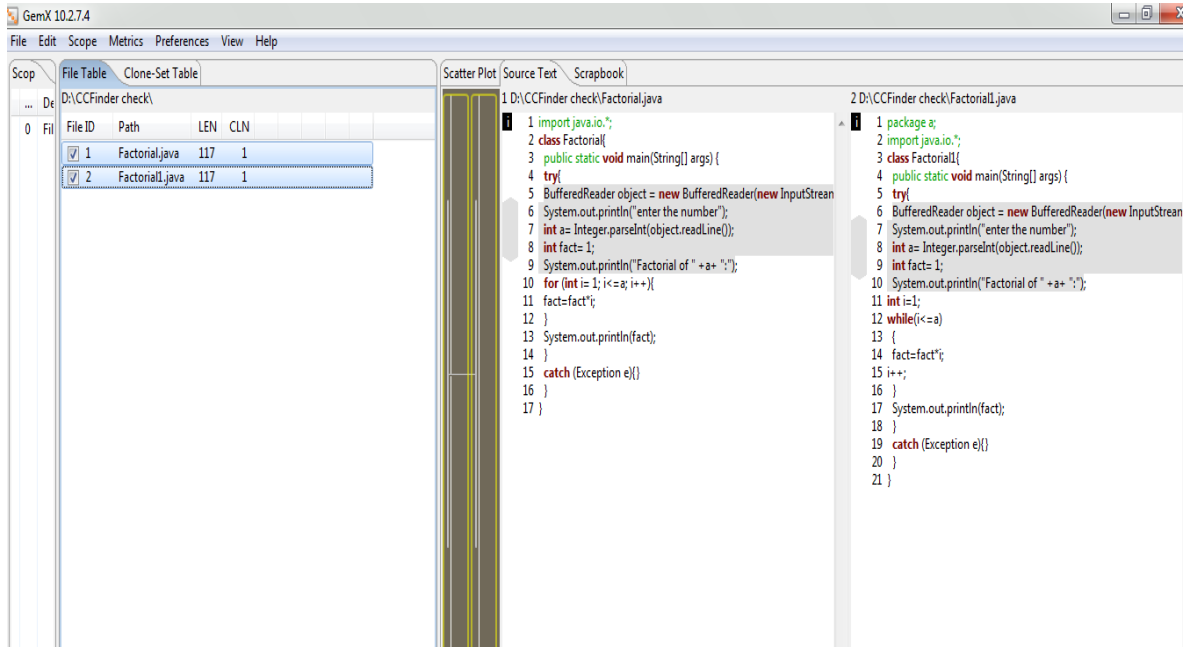 GemX 10.2.7.4
File Edit Scope Metrics Preferences View Help
Scop
File Table
Clone-Set Table
Scatter Plot
Source Text
Scrapbook
... De
0 Fil
D:\CCFinder check\
File ID Path LEN CLN
1 Factorial.java 117 1
2 Factorial1.java 117 1
1 D:\CCFinder check\Factorial.java
i
1 import java.io.*;
2 class Factorial{
3 public static void main(String[] args) {
4 try{
5 BufferedReader object = new BufferedReader(new InputStream
6 System.out.println("enter the number");
7 int a= Integer.parseInt(object.readLine());
8 int fact= 1;
9 System.out.println("Factorial of " +a+ ":");
10 for (int i= 1; i<=a; i++){
11 fact=fact*i;
12 }
13 System.out.println(fact);
14 }
15 catch (Exception e){}
16 }
17 }
2 D:\CCFinder check\Factorial1.java
i
1 package a;
2 import java.io.*;
3 class Factorial1{
4 public static void main(String[] args) {
5 try{
6 BufferedReader object = new BufferedReader(new InputStream
7 System.out.println("enter the number");
8 int a= Integer.parseInt(object.readLine());
9 int fact= 1;
10 System.out.println("Factorial of " +a+ ":");
11 int i=1;
12 while(i<=a)
13 {
14 fact=fact*i;
15 i++;
16 }
17 System.out.println(fact);
18 }
19 catch (Exception e){}
20 }
21 }